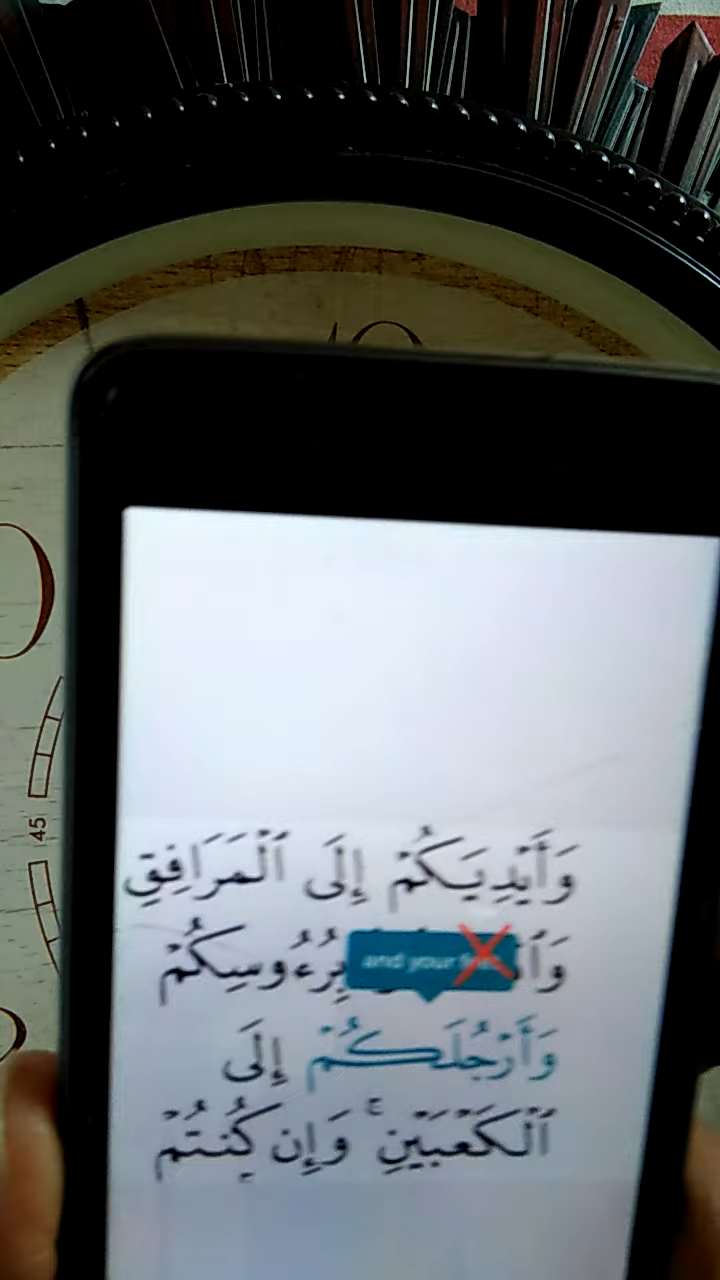 45
وَأَيْدِيَكُمْ إِلَى ٱلْمَرَافِقِ
بِرُءُوسِكُمْ
and your
وَأَرْجُلَكُمْ إِلَى
ٱلْكَعْبَيْنِ ۚ وَإِن كُنتُمْ